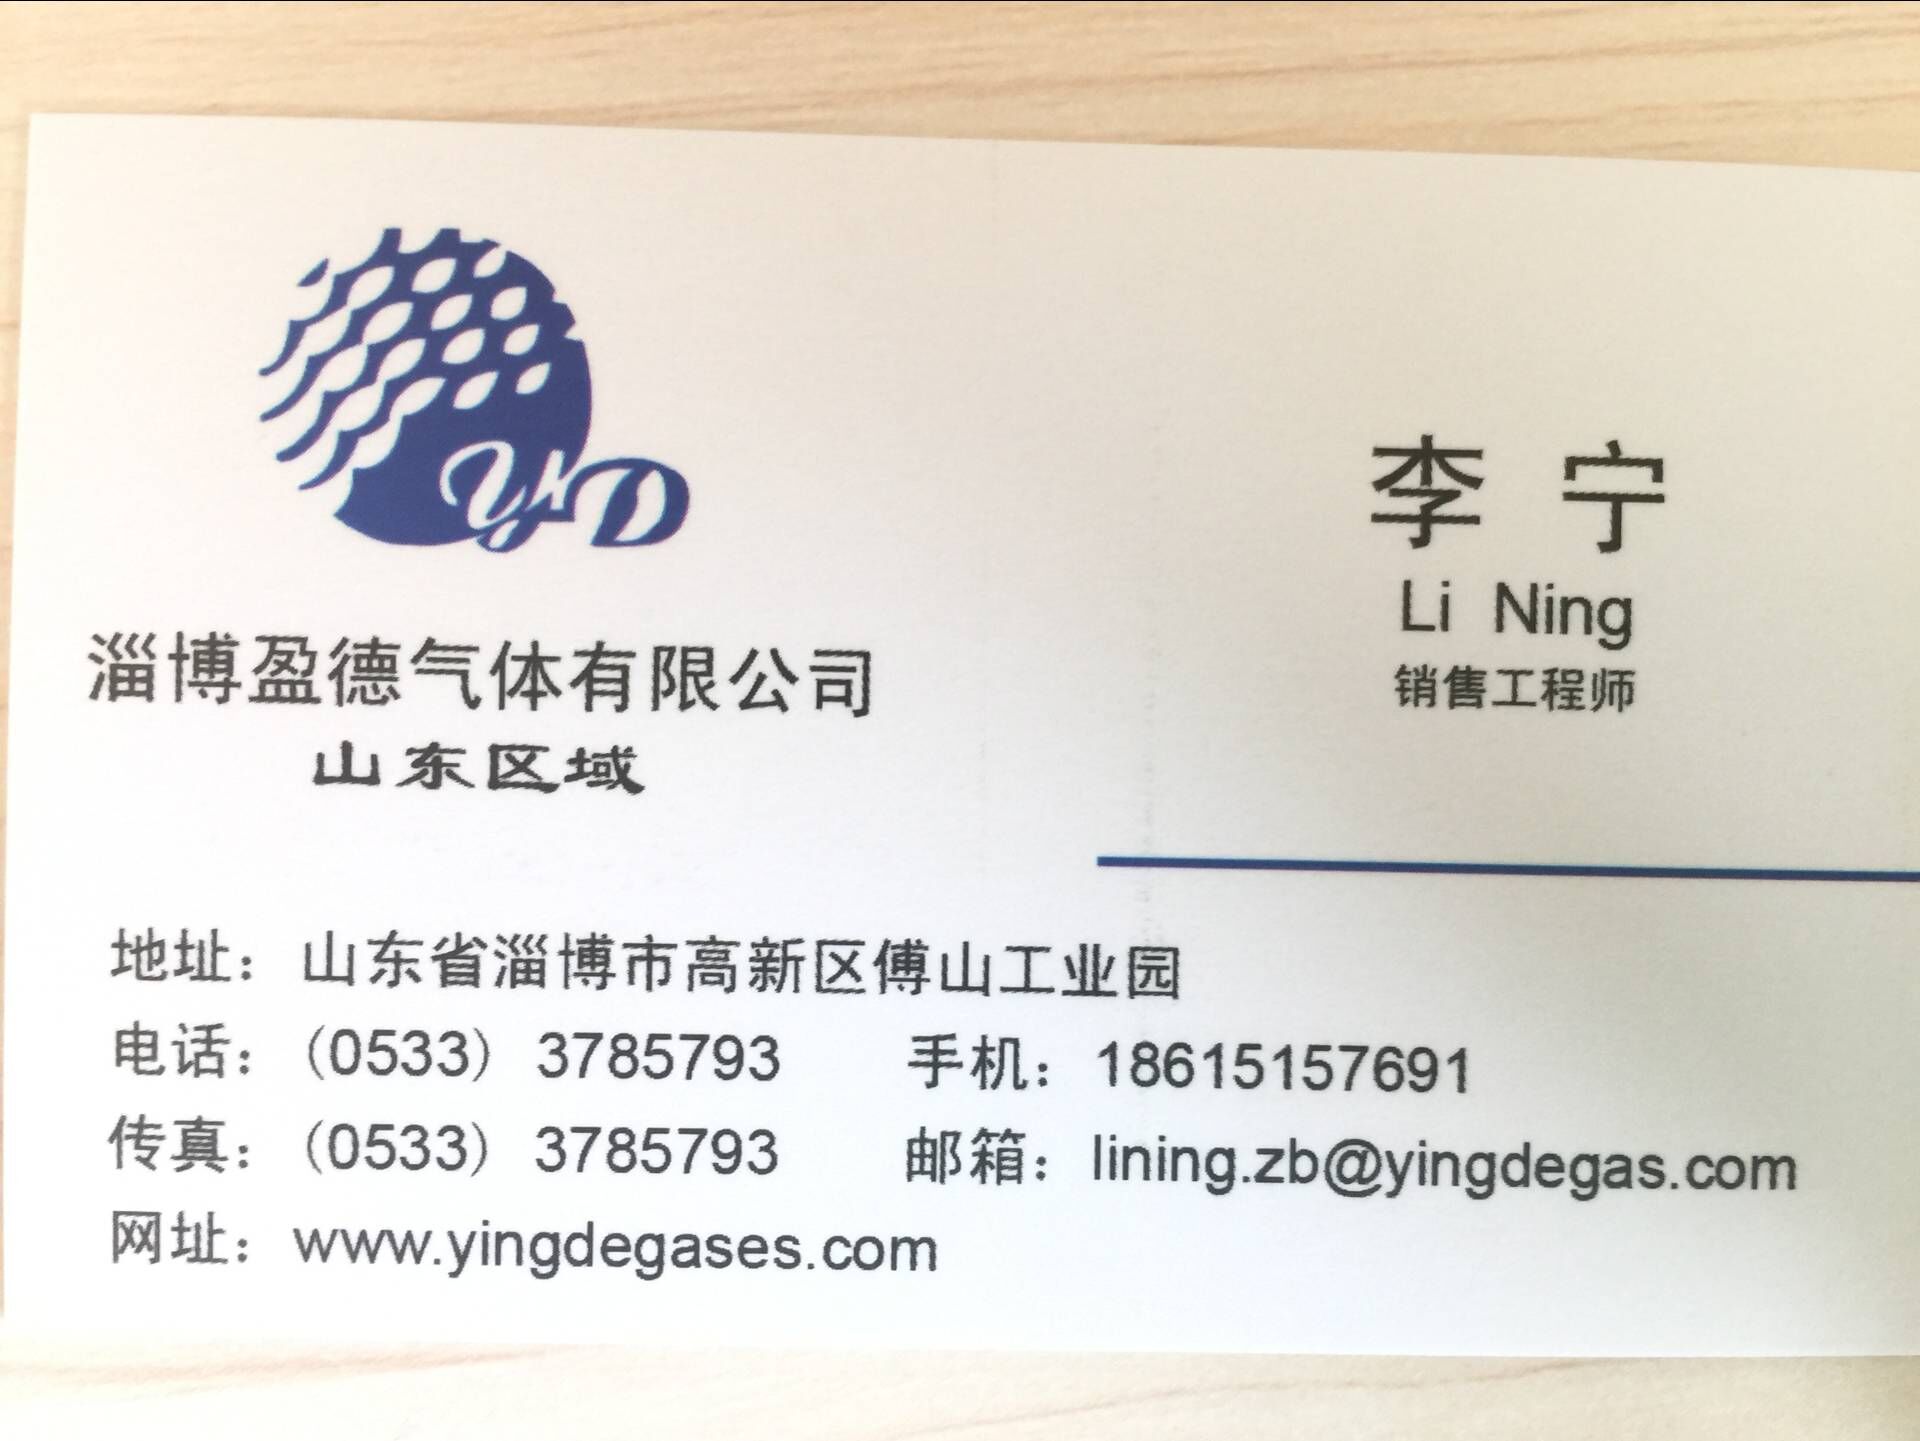 YD
淄博盈德气体有限公司
山东区域
李 宁
Li Ning
销售工程师
地址：山东省淄博市高新区傅山工业园
电话：(0533) 3785793 手机：18615157691
传真：(0533) 3785793 邮箱：lining.zb@yingdegas.com
网址：www.yingdegases.com